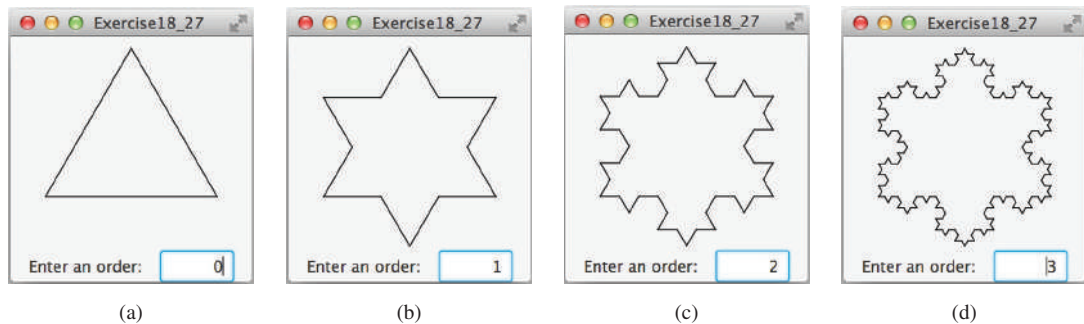 Exercise18_27
Enter an order: 0
(a)
Exercise18_27
Enter an order: 1
(b)
Exercise18_27
Enter an order: 2
(c)
Exercise18_27
Enter an order: 3
(d)